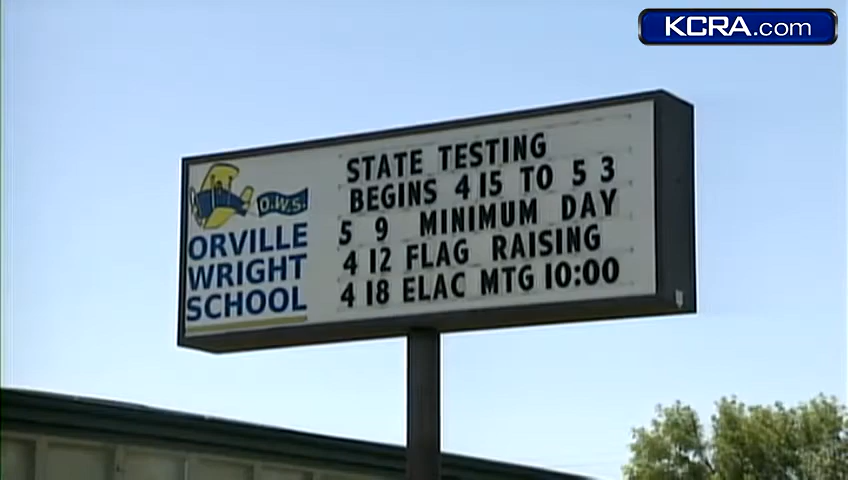 KCRA.com
O.W.S.
ORVILLE
WRIGHT
SCHOOL
STATE TESTING
BEGINS 4 15 TO 5 3
5 9 MINIMUM DAY
4 12 FLAG RAISING
4 18 ELAC MTG 10:00